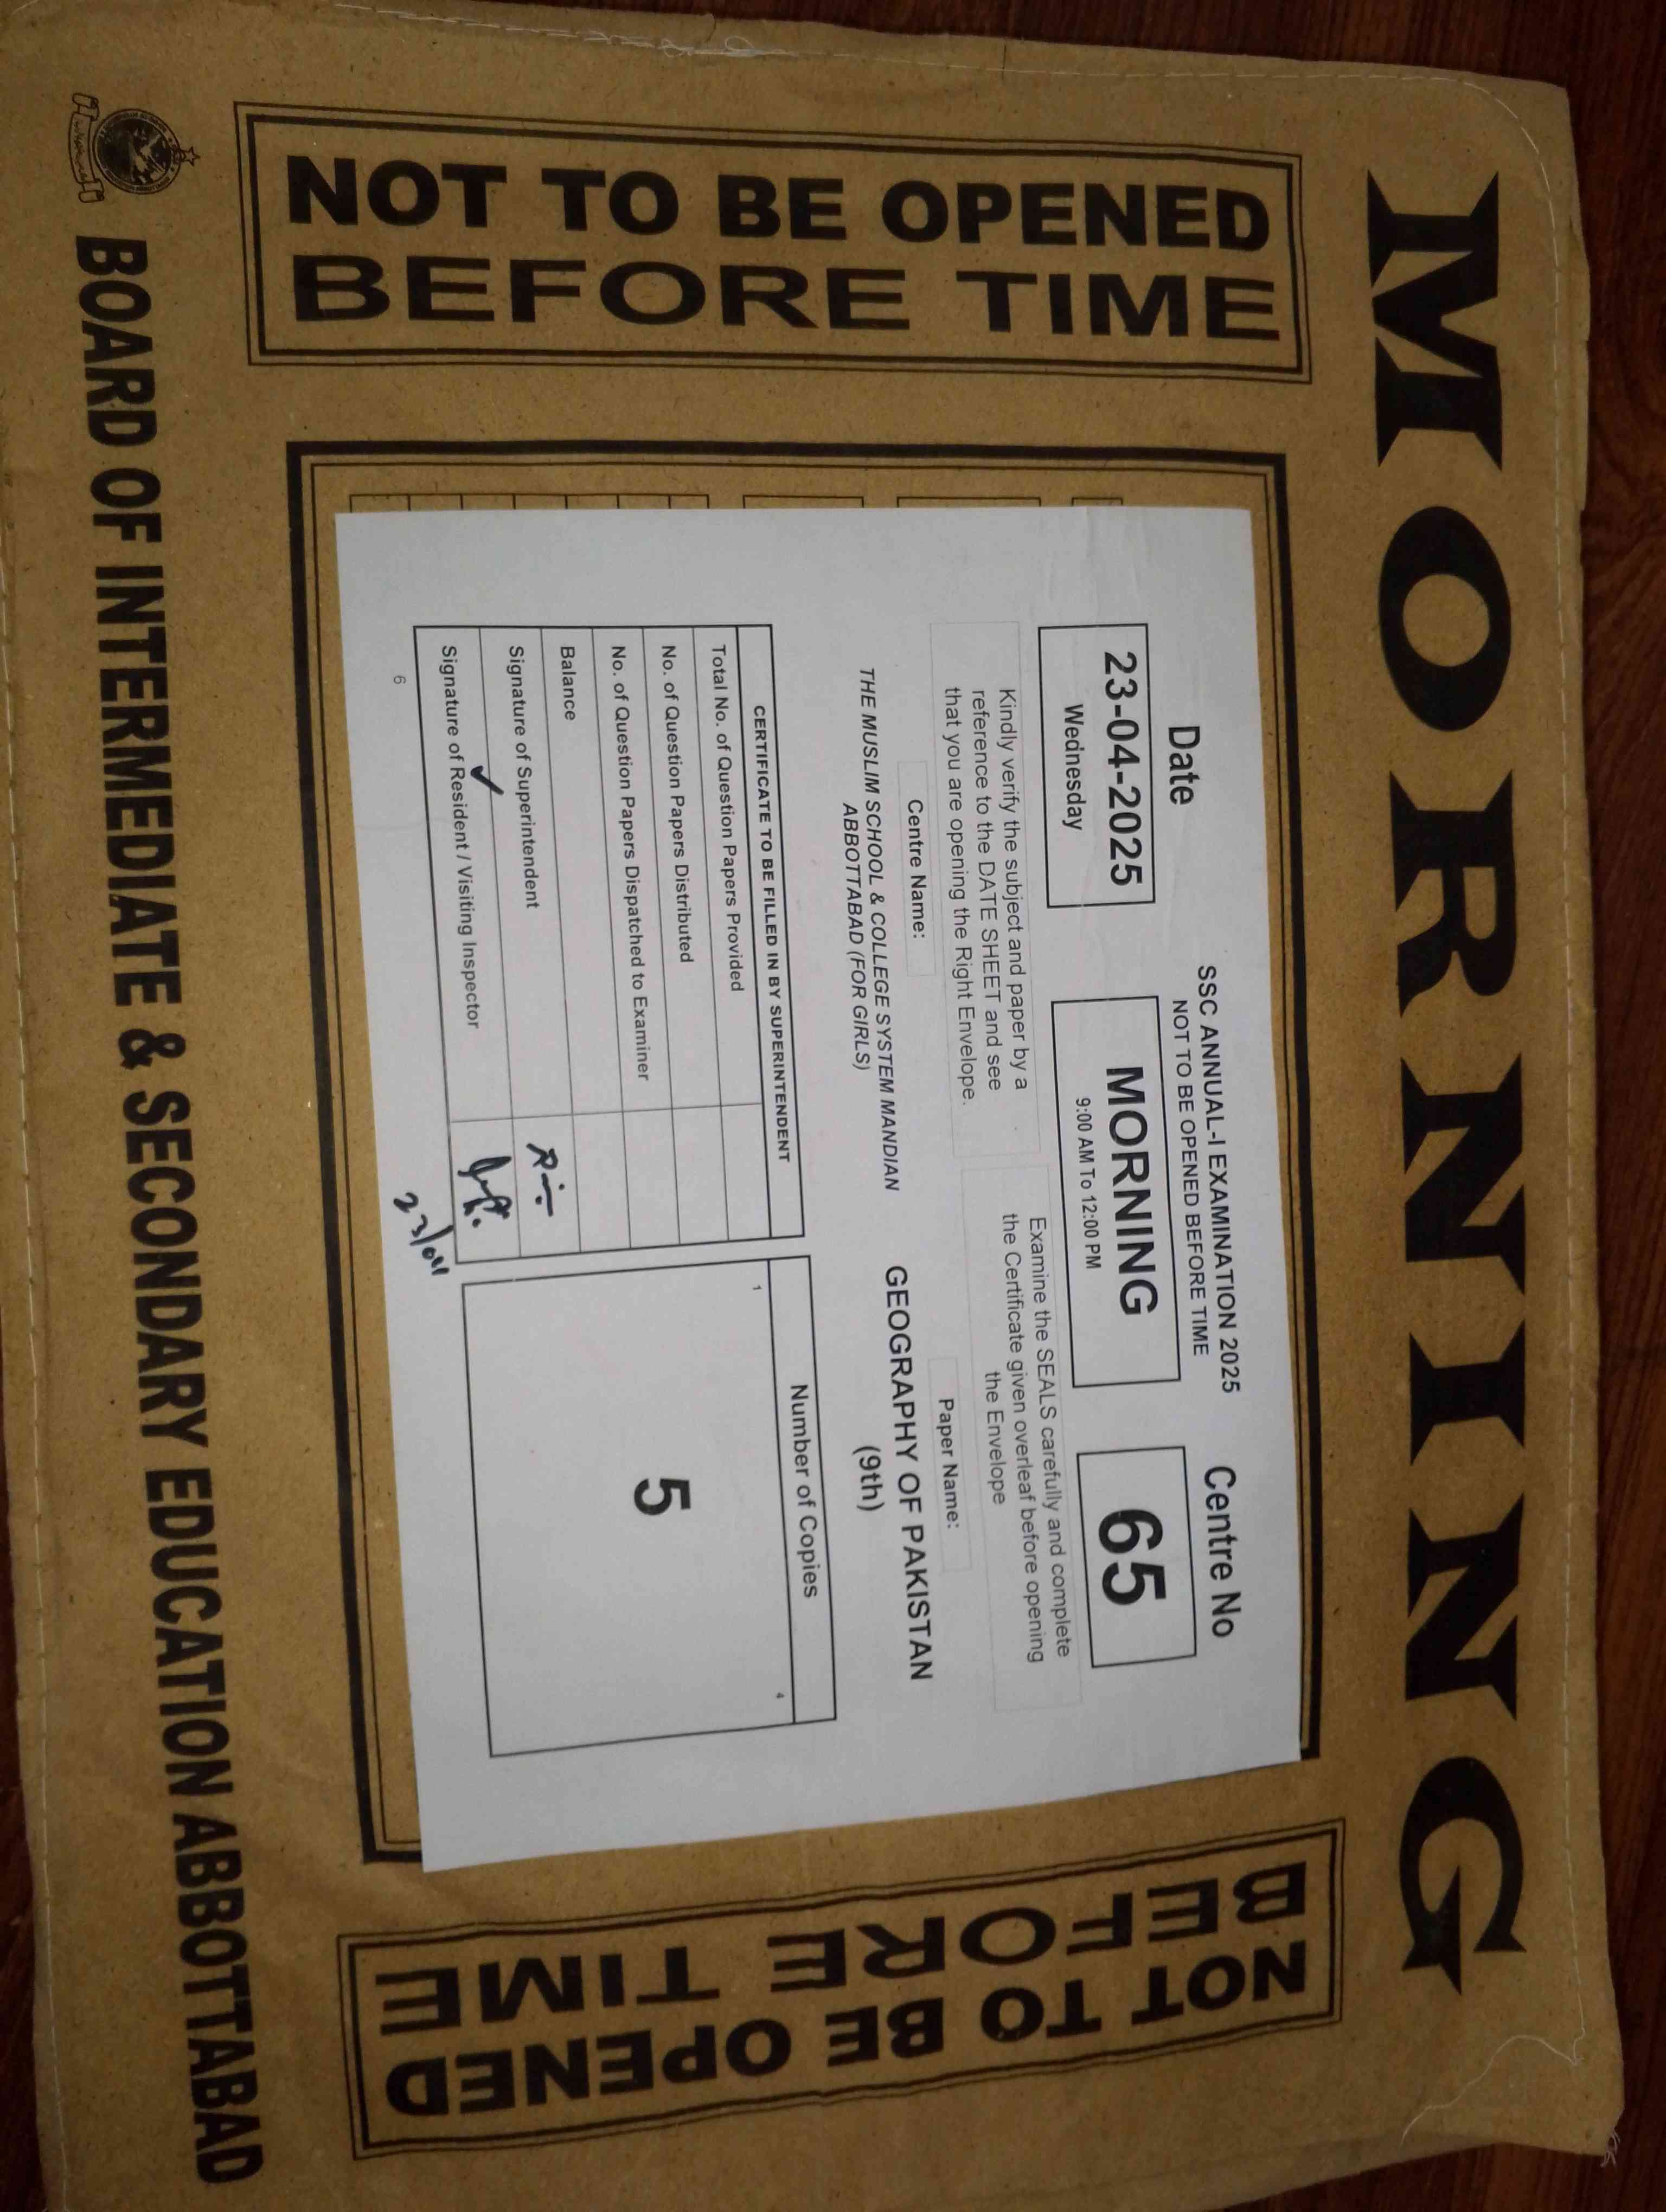 MORNING
NOT TO BE OPENED
BEFORE TIME
SSC ANNUAL-I EXAMINATION 2025
NOT TO BE OPENED BEFORE TIME
Date
23-04-2025
Wednesday
MORNING
9:00 AM To 12:00 PM
Centre No
65
Kindly verify the subject and paper by a
reference to the DATE SHEET and see
that you are opening the Right Envelope.
Examine the SEALS carefully and complete
the Certificate given overleaf before opening
the Envelope
Centre Name:
THE MUSLIM SCHOOL & COLLEGE SYSTEM MANDIAN
ABBOTTABAD (FOR GIRLS)
Paper Name:
GEOGRAPHY OF PAKISTAN
(9th)
CERTIFICATE TO BE FILLED IN BY SUPERINTENDENT
Total No. of Question Papers Provided
No. of Question Papers Distributed
No. of Question Papers Dispatched to Examiner
Balance
Signature of Superintendent
Signature of Resident / Visiting Inspector
6
Number of Copies
1
4
5
NOT TO BE OPENED
BEFORE TIME
BOARD OF INTERMEDIATE & SECONDARY EDUCATION ABBOTTABAD